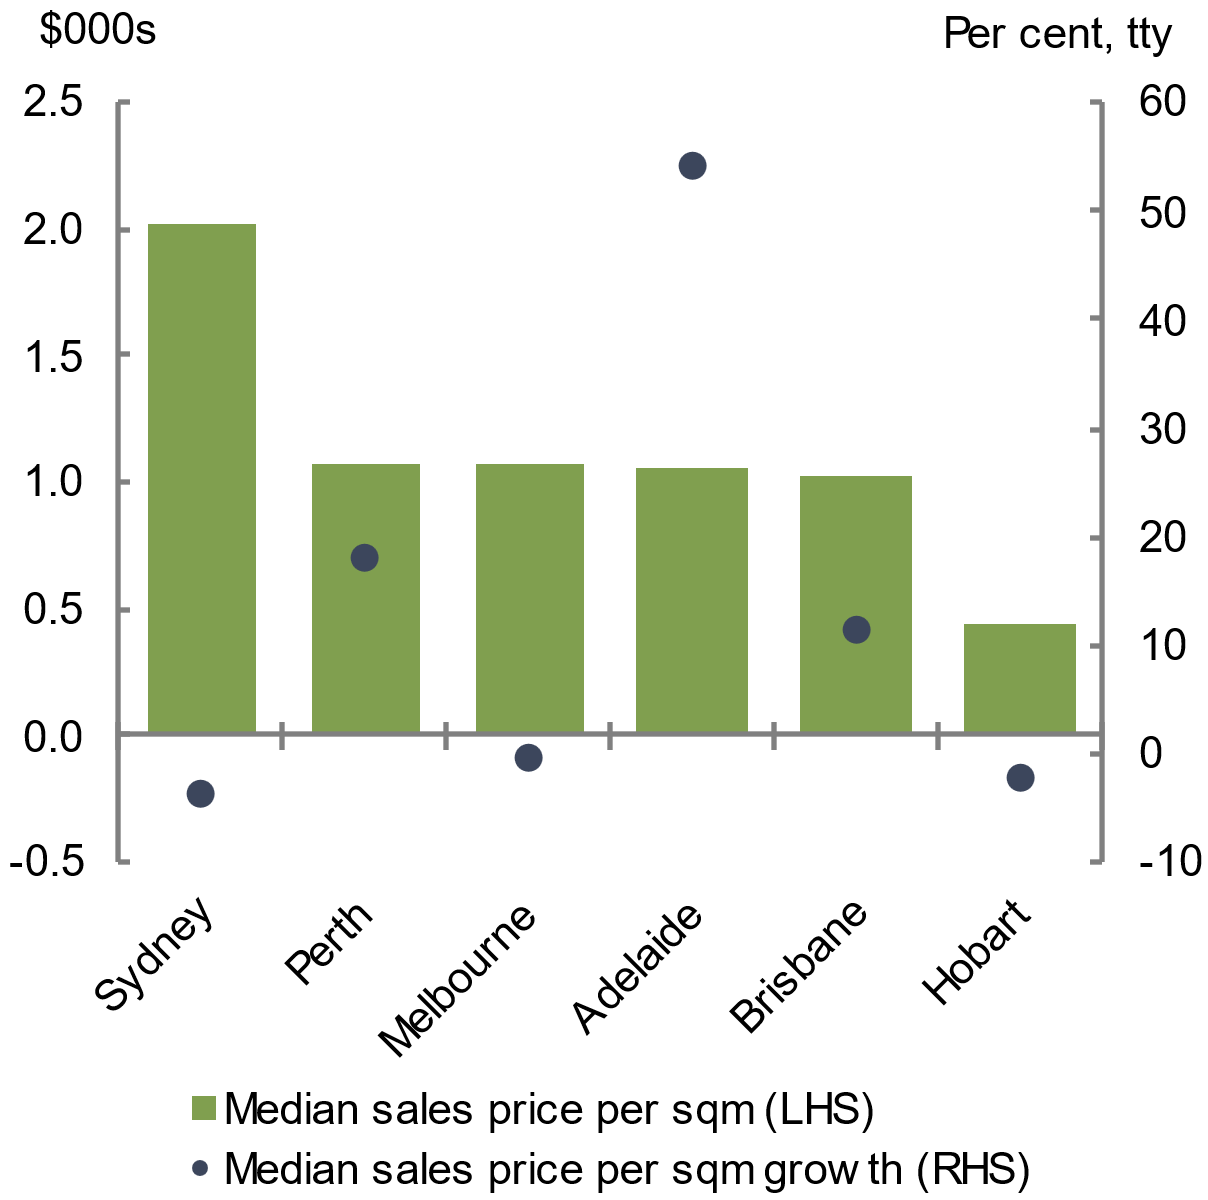 $000s
Per cent, tty
2.5
2.0
1.5
1.0
0.5
0.0
-0.5
60
50
40
30
20
10
0
-10
Sydney
Perth
Melbourne
Adelaide
Brisbane
Hobart
Median sales price per sqm (LHS)
Median sales price per sqm growth (RHS)